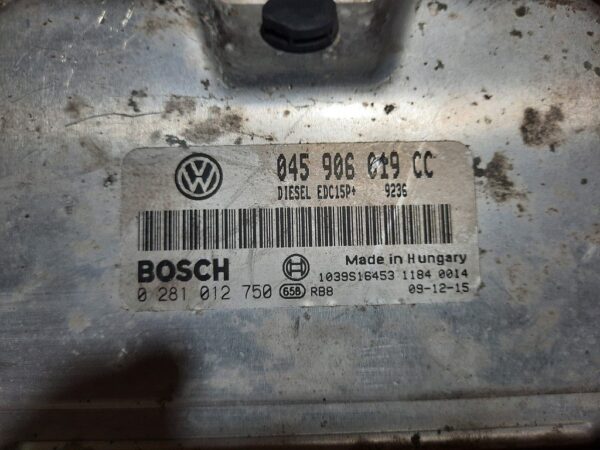 045 906 019 CC
DIESEL EDC15P+ 9236
BOSCH Made in Hungary
1039S16453 1184 0014
0 281 012 750 658 RB8 09-12-15